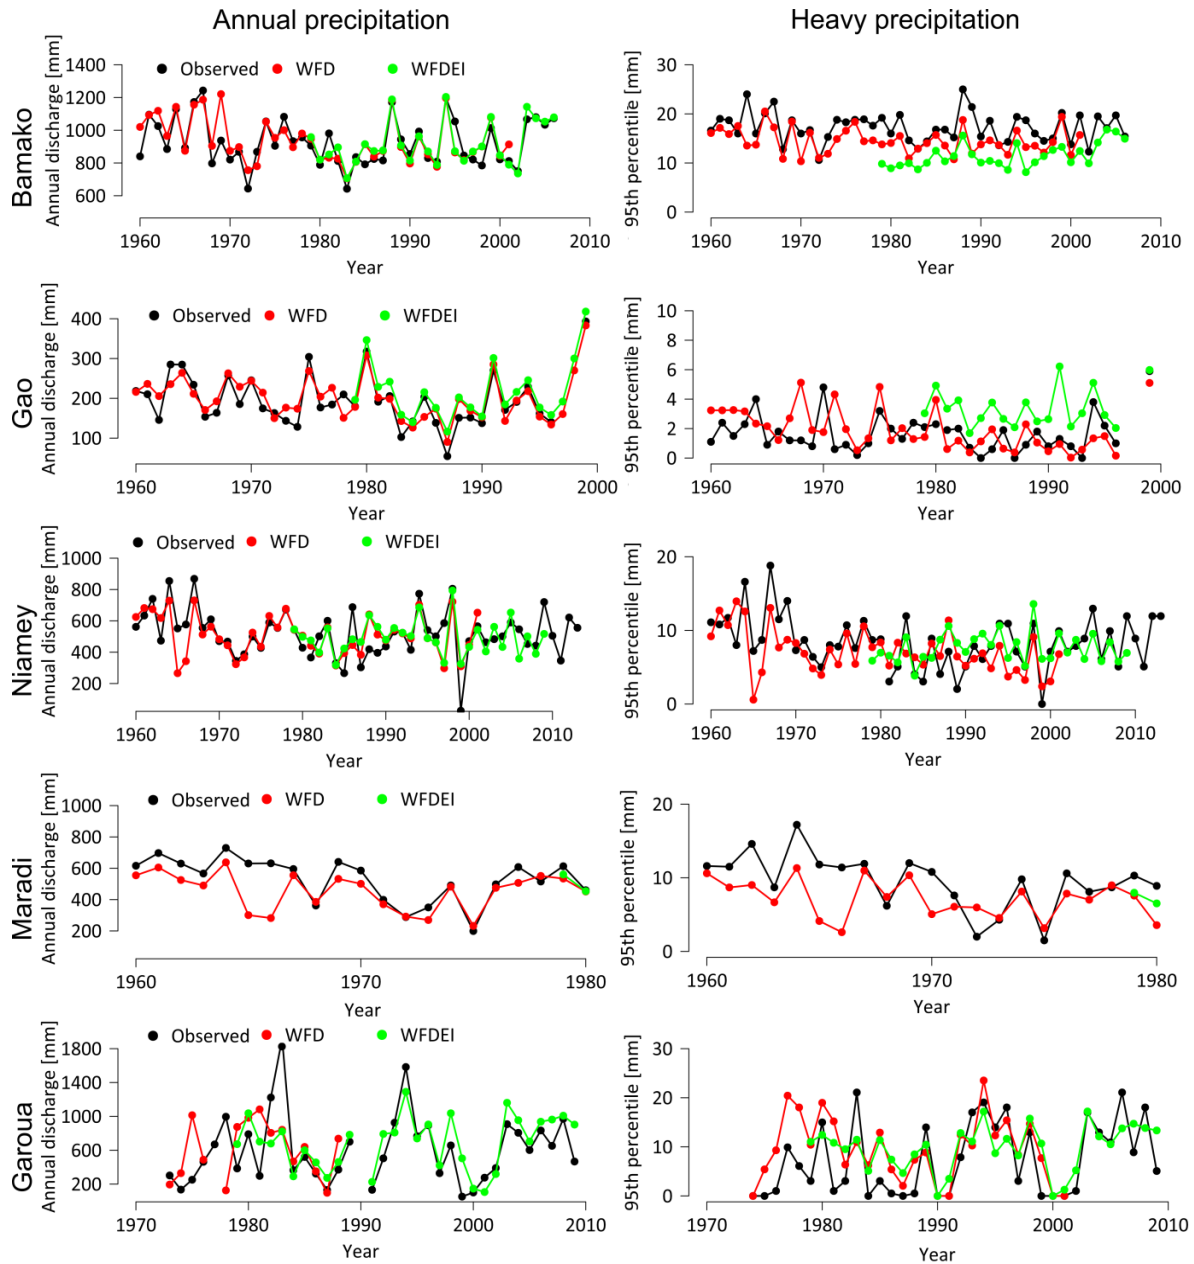 Annual precipitation
Heavy precipitation
Bamako
Annual discharge [mm]
Observed WFD WFDEI
1400
1200
1000
800
600
1960 1970 1980 1990 2000 2010
Year
95th percentile [mm]
30
20
10
0
1960 1970 1980 1990 2000 2010
Year
Gao
Annual discharge [mm]
Observed WFD WFDEI
400
300
200
100
1960 1970 1980 1990 2000
Year
95th percentile [mm]
10
8
6
4
2
0
1960 1970 1980 1990 2000
Year
Niamey
Annual discharge [mm]
Observed WFD WFDEI
1000
800
600
400
200
1960 1970 1980 1990 2000 2012
Year
95th percentile [mm]
20
10
0
1960 1970 1980 1990 2000 2013
Year
Maradi
Annual discharge [mm]
Observed WFD WFDEI
1000
800
600
400
200
1960 1970 1980
Year
95th percentile [mm]
20
10
0
1960 1970 1980
Year
Garoua
Annual discharge [mm]
Observed WFD WFDEI
1800
1400
1000
600
200
1970 1980 1990 2000 2010
Year
95th percentile [mm]
30
20
10
0
1970 1980 1990 2000 2010
Year